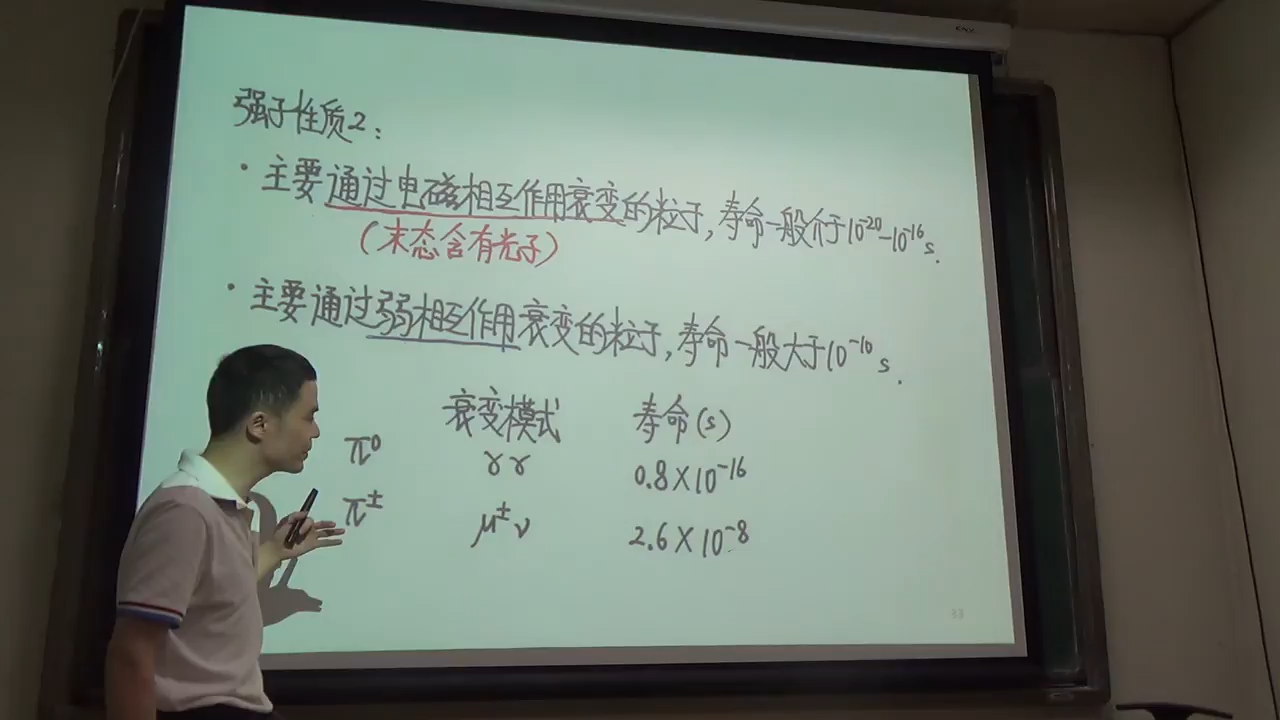 强子性质2:
· 主要通过电磁相互作用衰变的粒子,寿命一般介于10⁻²⁰-10⁻¹⁶s.
(末态含有光子)
· 主要通过弱相互作用衰变的粒子,寿命一般大于10⁻¹⁰s.
衰变模式 寿命(s)
π⁰ γγ 0.8×10⁻¹⁶
π± μ±ν 2.6×10⁻⁸
33